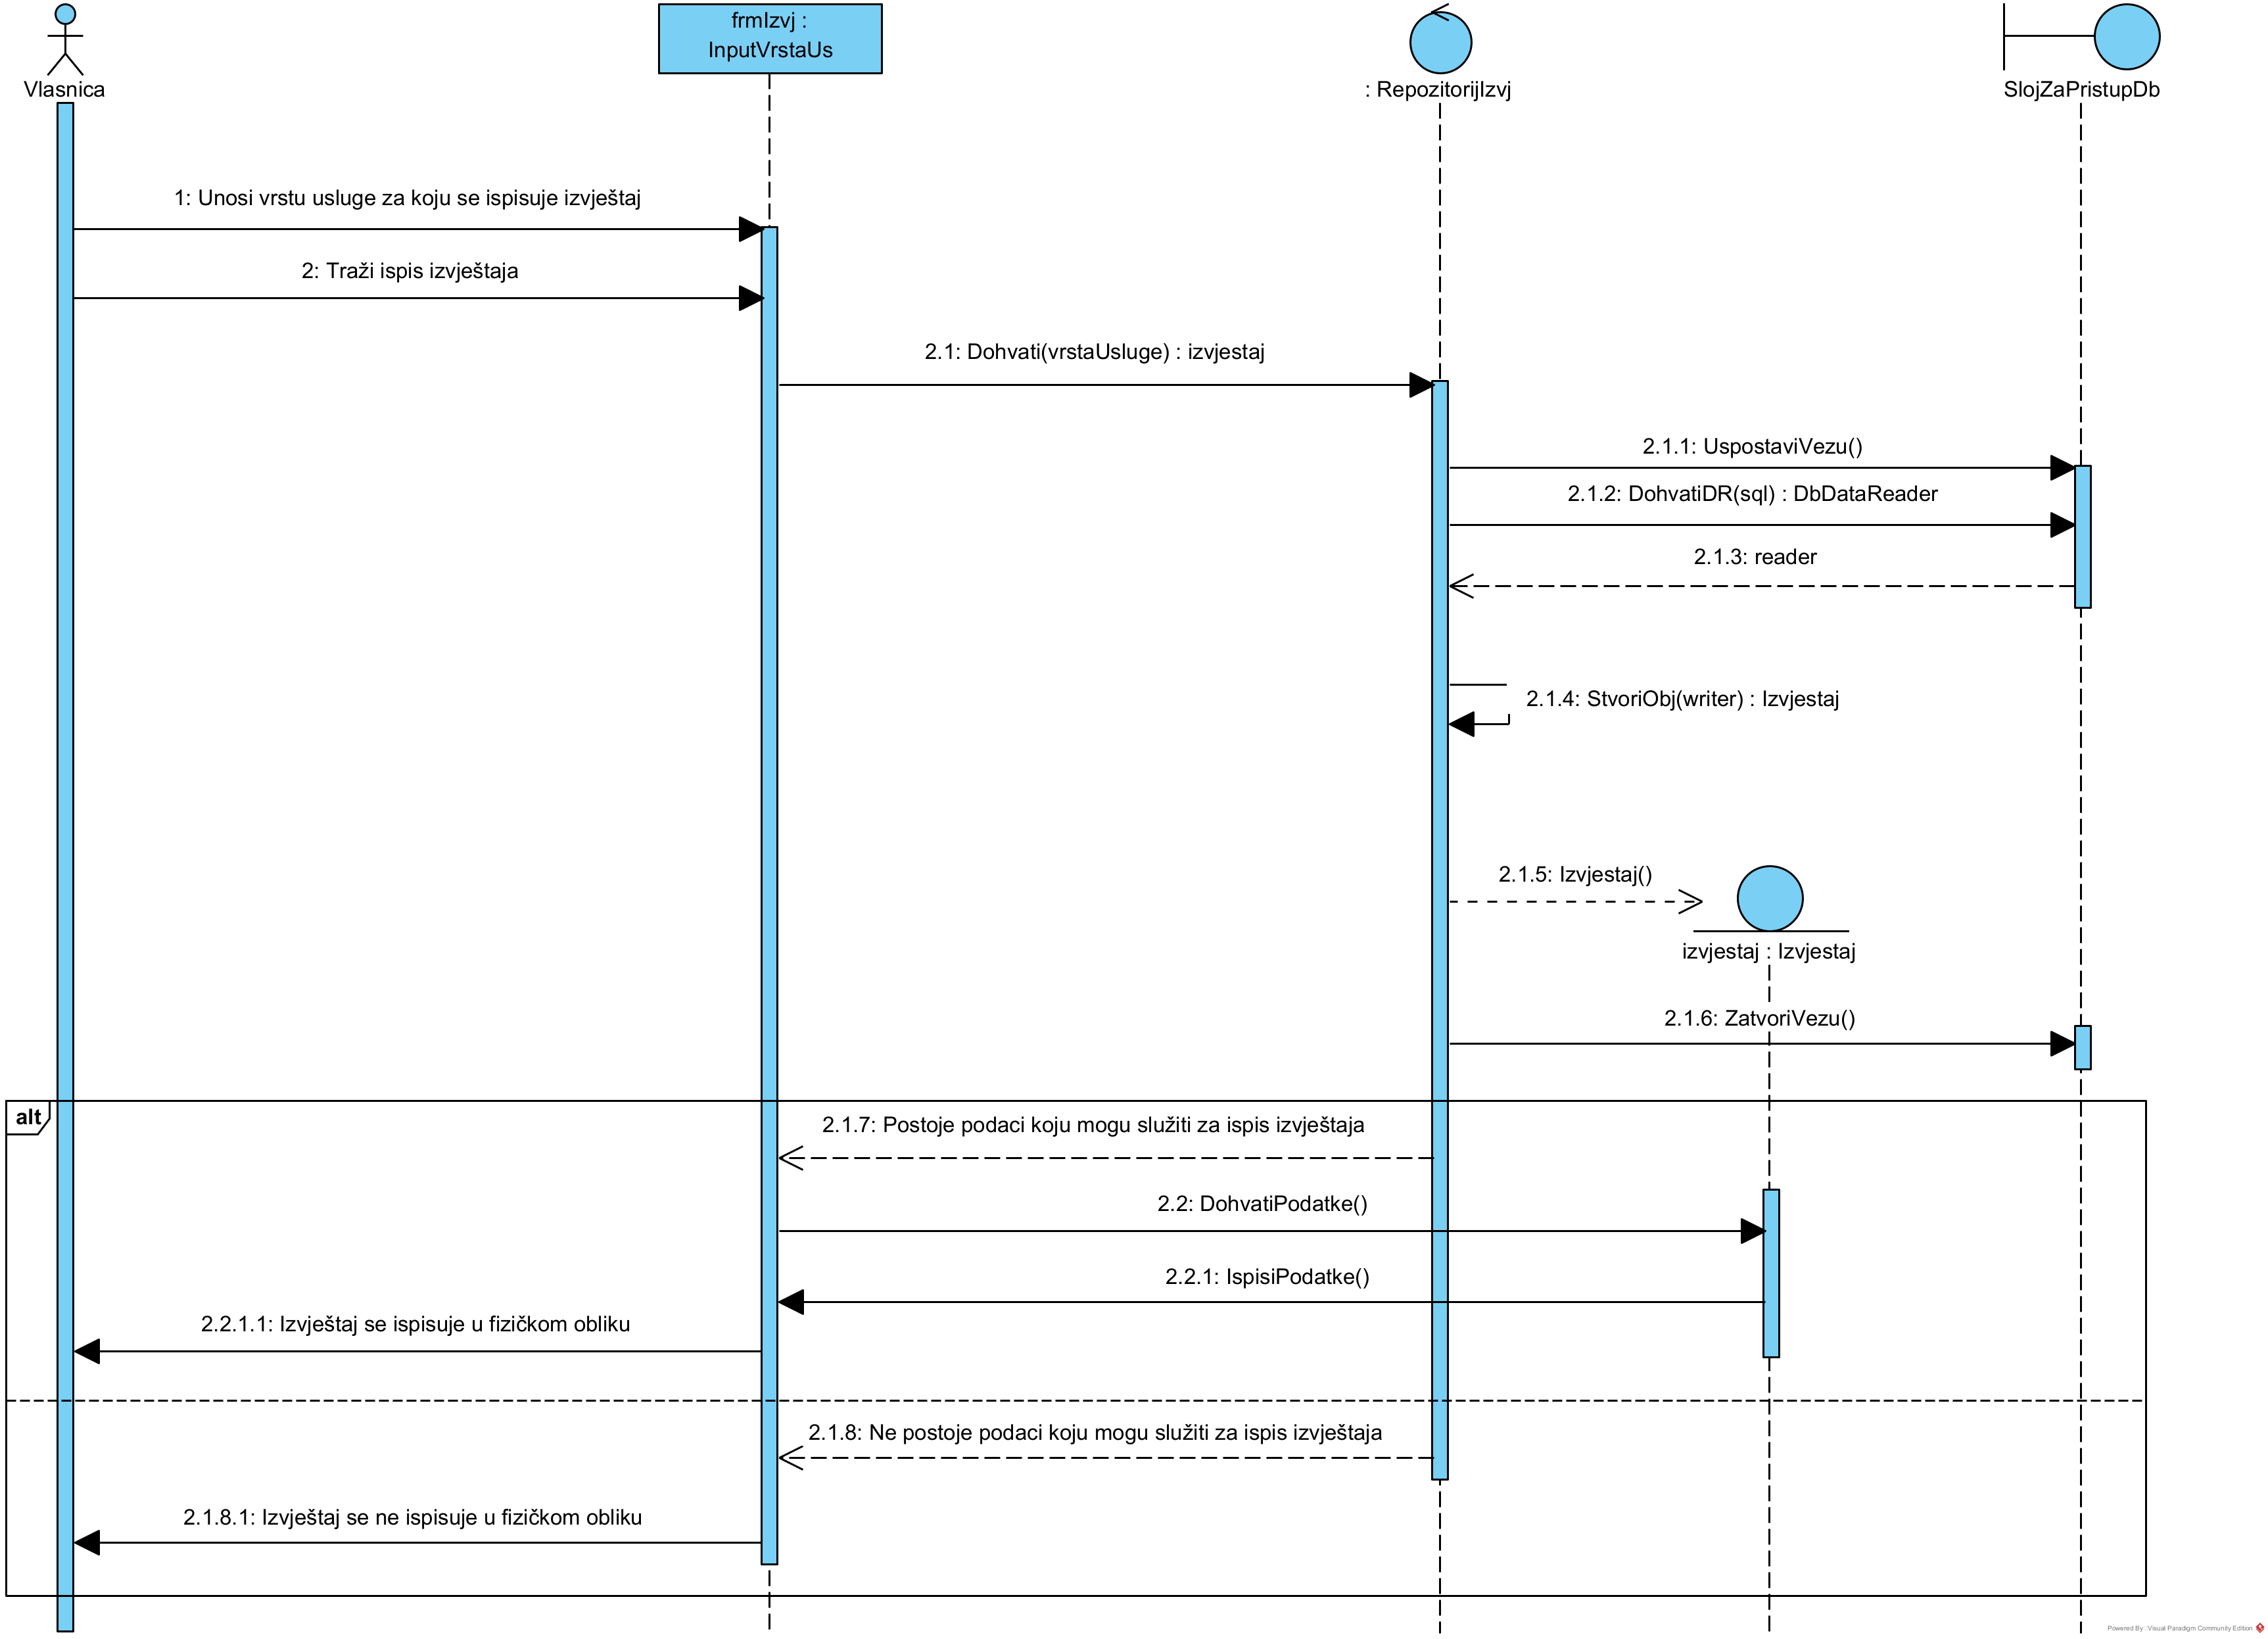 Vlasnica
frmIzvj :
InputVrstaUs
: RepozitorijIzvj
SlojZaPristupDb
1: Unosi vrstu usluge za koju se ispisuje izvještaj
2: Traži ispis izvještaja
2.1: Dohvati(vrstaUsluge) : izvjestaj
2.1.1: UspostaviVezu()
2.1.2: DohvatiDR(sql) : DbDataReader
2.1.3: reader
2.1.4: StvoriObj(writer) : Izvjestaj
2.1.5: Izvjestaj()
izvjestaj : Izvjestaj
2.1.6: ZatvoriVezu()
alt
2.1.7: Postoje podaci koju mogu služiti za ispis izvještaja
2.2: DohvatiPodatke()
2.2.1: IspisiPodatke()
2.2.1.1: Izvještaj se ispisuje u fizičkom obliku
2.1.8: Ne postoje podaci koju mogu služiti za ispis izvještaja
2.1.8.1: Izvještaj se ne ispisuje u fizičkom obliku
Powered By Visual Paradigm Community Edition